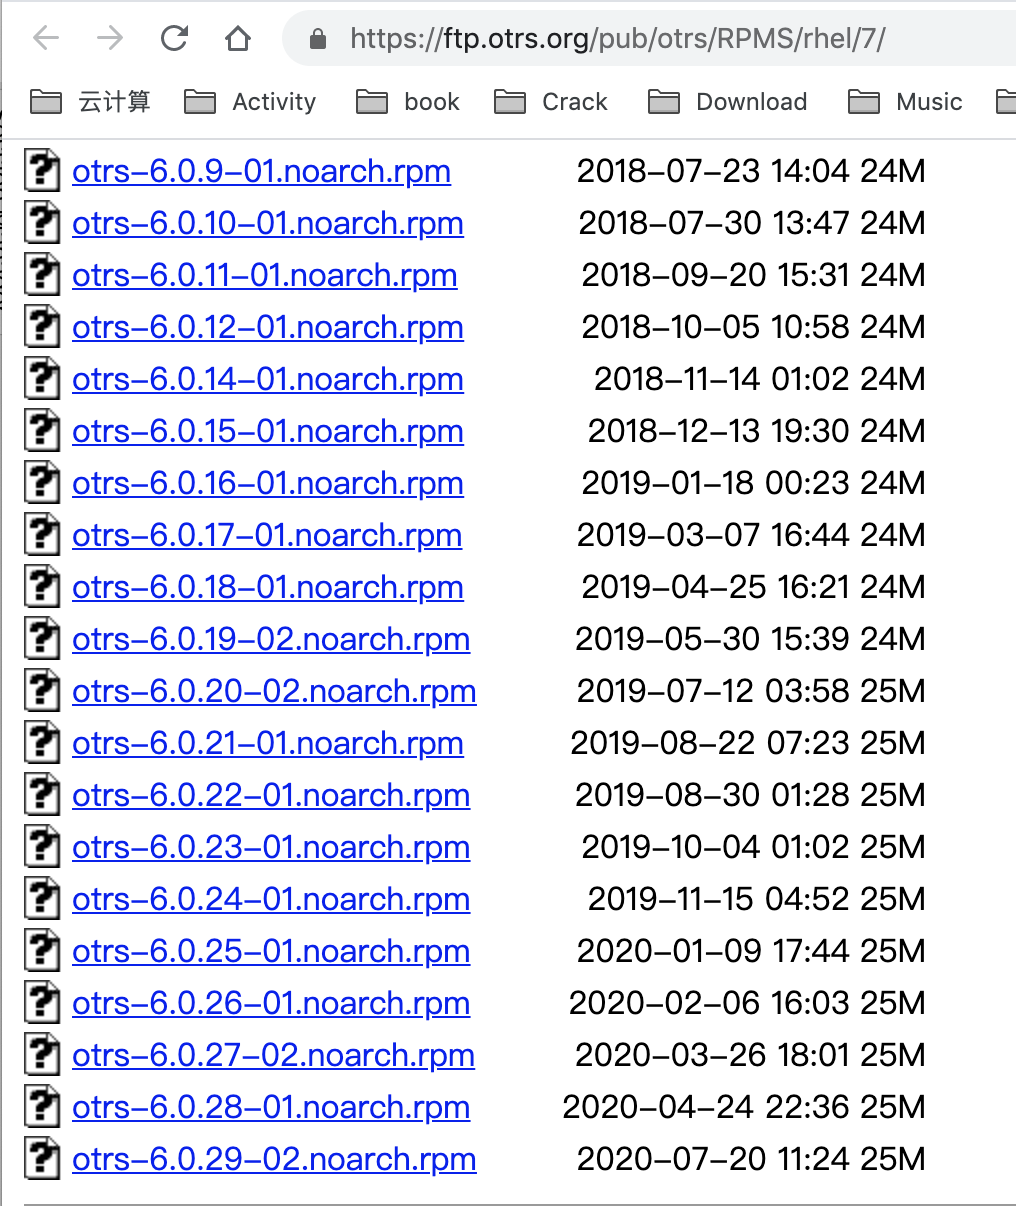 https://ftp.otrs.org/pub/otrs/RPMS/rhel/7/
云计算 Activity book Crack Download Music
otrs-6.0.9-01.noarch.rpm 2018-07-23 14:04 24M
otrs-6.0.10-01.noarch.rpm 2018-07-30 13:47 24M
otrs-6.0.11-01.noarch.rpm 2018-09-20 15:31 24M
otrs-6.0.12-01.noarch.rpm 2018-10-05 10:58 24M
otrs-6.0.14-01.noarch.rpm 2018-11-14 01:02 24M
otrs-6.0.15-01.noarch.rpm 2018-12-13 19:30 24M
otrs-6.0.16-01.noarch.rpm 2019-01-18 00:23 24M
otrs-6.0.17-01.noarch.rpm 2019-03-07 16:44 24M
otrs-6.0.18-01.noarch.rpm 2019-04-25 16:21 24M
otrs-6.0.19-02.noarch.rpm 2019-05-30 15:39 24M
otrs-6.0.20-02.noarch.rpm 2019-07-12 03:58 25M
otrs-6.0.21-01.noarch.rpm 2019-08-22 07:23 25M
otrs-6.0.22-01.noarch.rpm 2019-08-30 01:28 25M
otrs-6.0.23-01.noarch.rpm 2019-10-04 01:02 25M
otrs-6.0.24-01.noarch.rpm 2019-11-15 04:52 25M
otrs-6.0.25-01.noarch.rpm 2020-01-09 17:44 25M
otrs-6.0.26-01.noarch.rpm 2020-02-06 16:03 25M
otrs-6.0.27-02.noarch.rpm 2020-03-26 18:01 25M
otrs-6.0.28-01.noarch.rpm 2020-04-24 22:36 25M
otrs-6.0.29-02.noarch.rpm 2020-07-20 11:24 25M